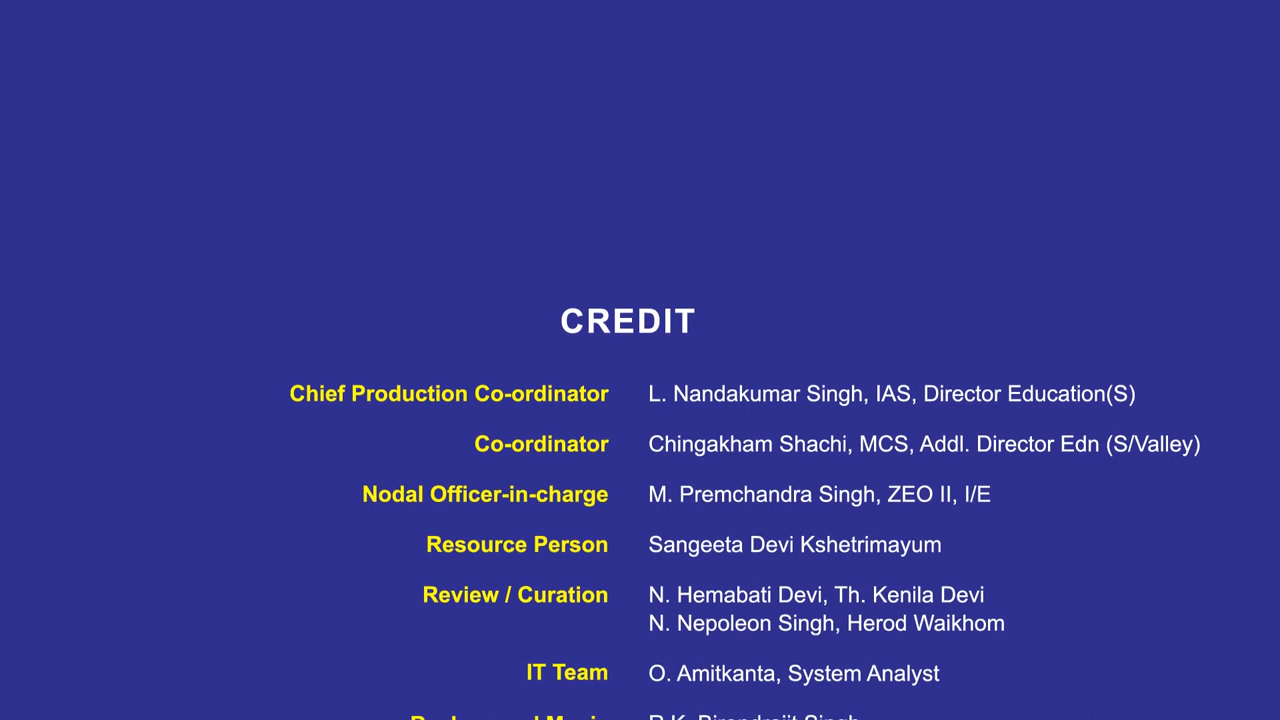 CREDIT
Chief Production Co-ordinator L. Nandakumar Singh, IAS, Director Education(S)
Co-ordinator Chingakham Shachi, MCS, Addl. Director Edn (S/Valley)
Nodal Officer-in-charge M. Premchandra Singh, ZEO II, I/E
Resource Person Sangeeta Devi Kshetrimayum
Review / Curation N. Hemabati Devi, Th. Kenila Devi
N. Nepoleon Singh, Herod Waikhom
IT Team O. Amitkanta, System Analyst